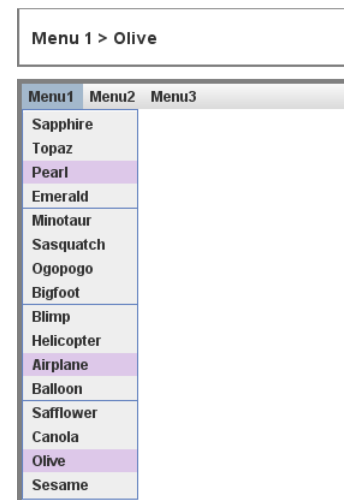 Menu 1 > Olive
Menu1 Menu2 Menu3
Sapphire
Topaz
Pearl
Emerald
Minotaur
Sasquatch
Ogopogo
Bigfoot
Blimp
Helicopter
Airplane
Balloon
Safflower
Canola
Olive
Sesame